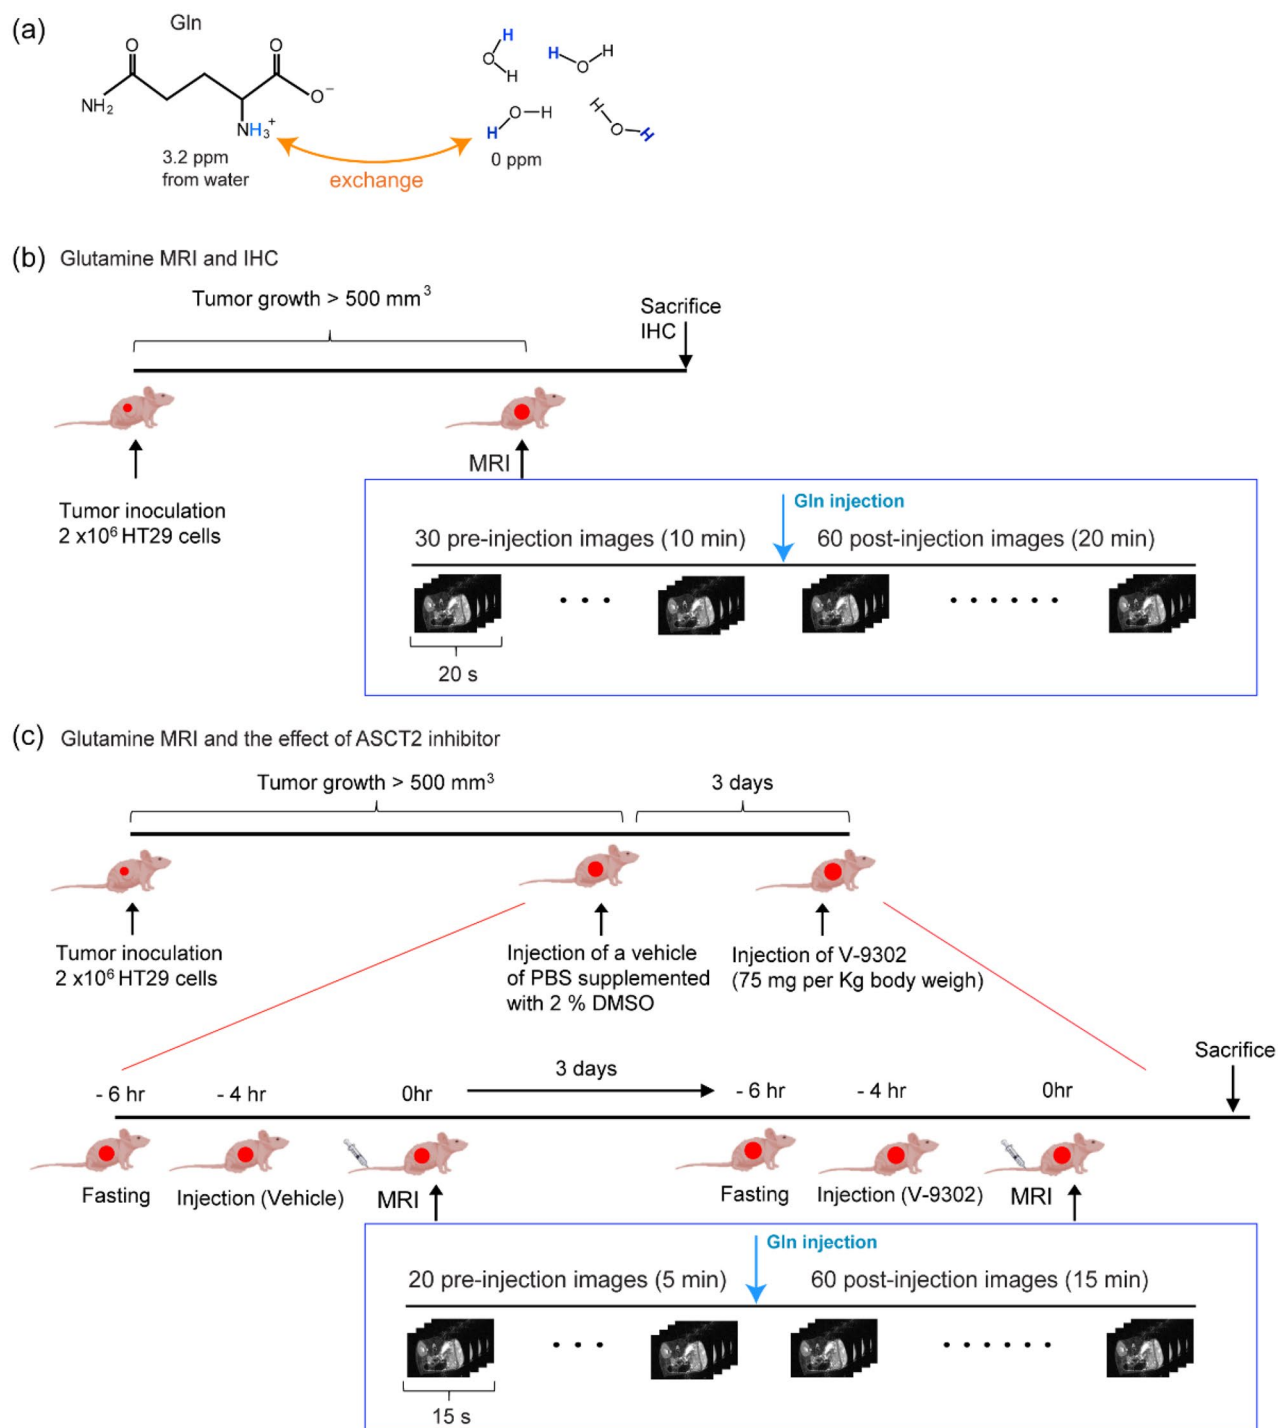 (a)
Gln
O
O
NH₂
O⁻
NH₃⁺
3.2 ppm
from water
exchange
H
O
H
H
O
H
H
O
H
H
O
H
0 ppm
(b) Glutamine MRI and IHC
Tumor growth > 500 mm³
Sacrifice
IHC
MRI
Tumor inoculation
2 x10⁶ HT29 cells
Gln injection
30 pre-injection images (10 min)
60 post-injection images (20 min)
20 s
(c) Glutamine MRI and the effect of ASCT2 inhibitor
Tumor growth > 500 mm³
3 days
Tumor inoculation
2 x10⁶ HT29 cells
Injection of a vehicle
of PBS supplemented
with 2 % DMSO
Injection of V-9302
(75 mg per Kg body weigh)
Sacrifice
- 6 hr
- 4 hr
0hr
3 days
- 6 hr
- 4 hr
0hr
Fasting
Injection (Vehicle)
MRI
Fasting
Injection (V-9302)
MRI
Gln injection
20 pre-injection images (5 min)
60 post-injection images (15 min)
15 s